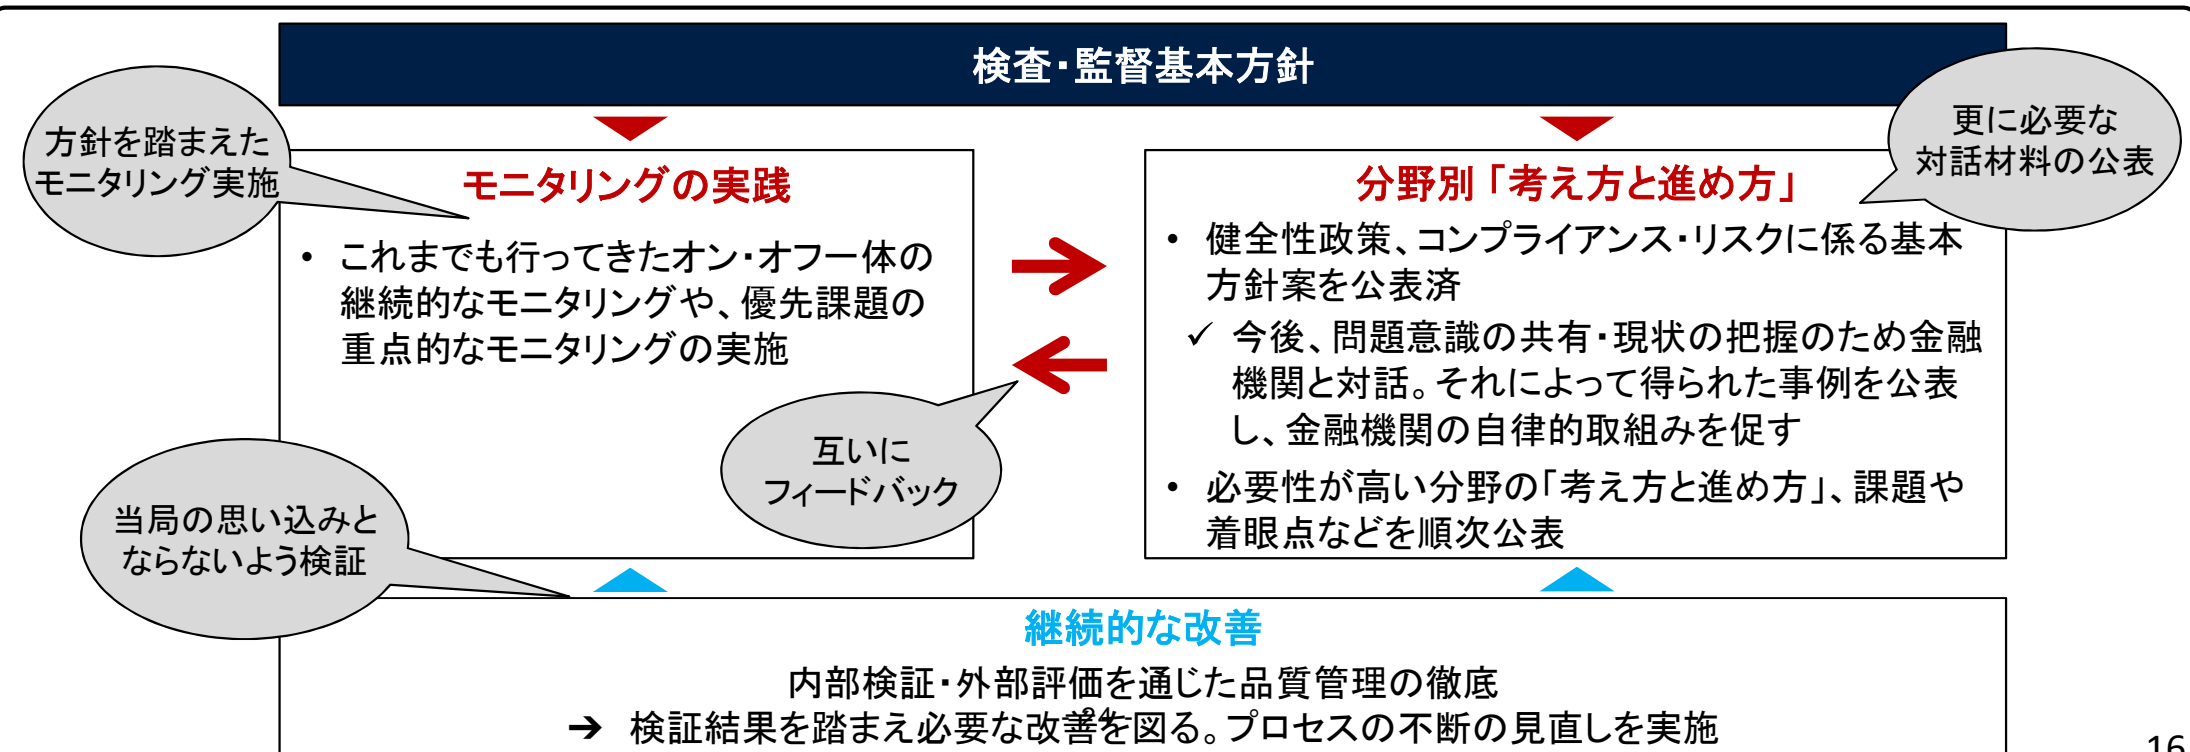 検査・監督基本方針
方針を踏まえた
モニタリング実施
更に必要な
対話材料の公表
モニタリングの実践
• これまでも行ってきたオン・オフ一体の
継続的なモニタリングや、優先課題の
重点的なモニタリングの実施
分野別「考え方と進め方」
• 健全性政策、コンプライアンス・リスクに係る基本
方針案を公表済
✓ 今後、問題意識の共有・現状の把握のため金融
機関と対話。それによって得られた事例を公表
し、金融機関の自律的取組みを促す
• 必要性が高い分野の「考え方と進め方」、課題や
着眼点などを順次公表
互いに
フィードバック
当局の思い込みと
ならないよう検証
継続的な改善
内部検証・外部評価を通じた品質管理の徹底
➔ 検証結果を踏まえ必要な改善を図る。プロセスの不断の見直しを実施
24
16